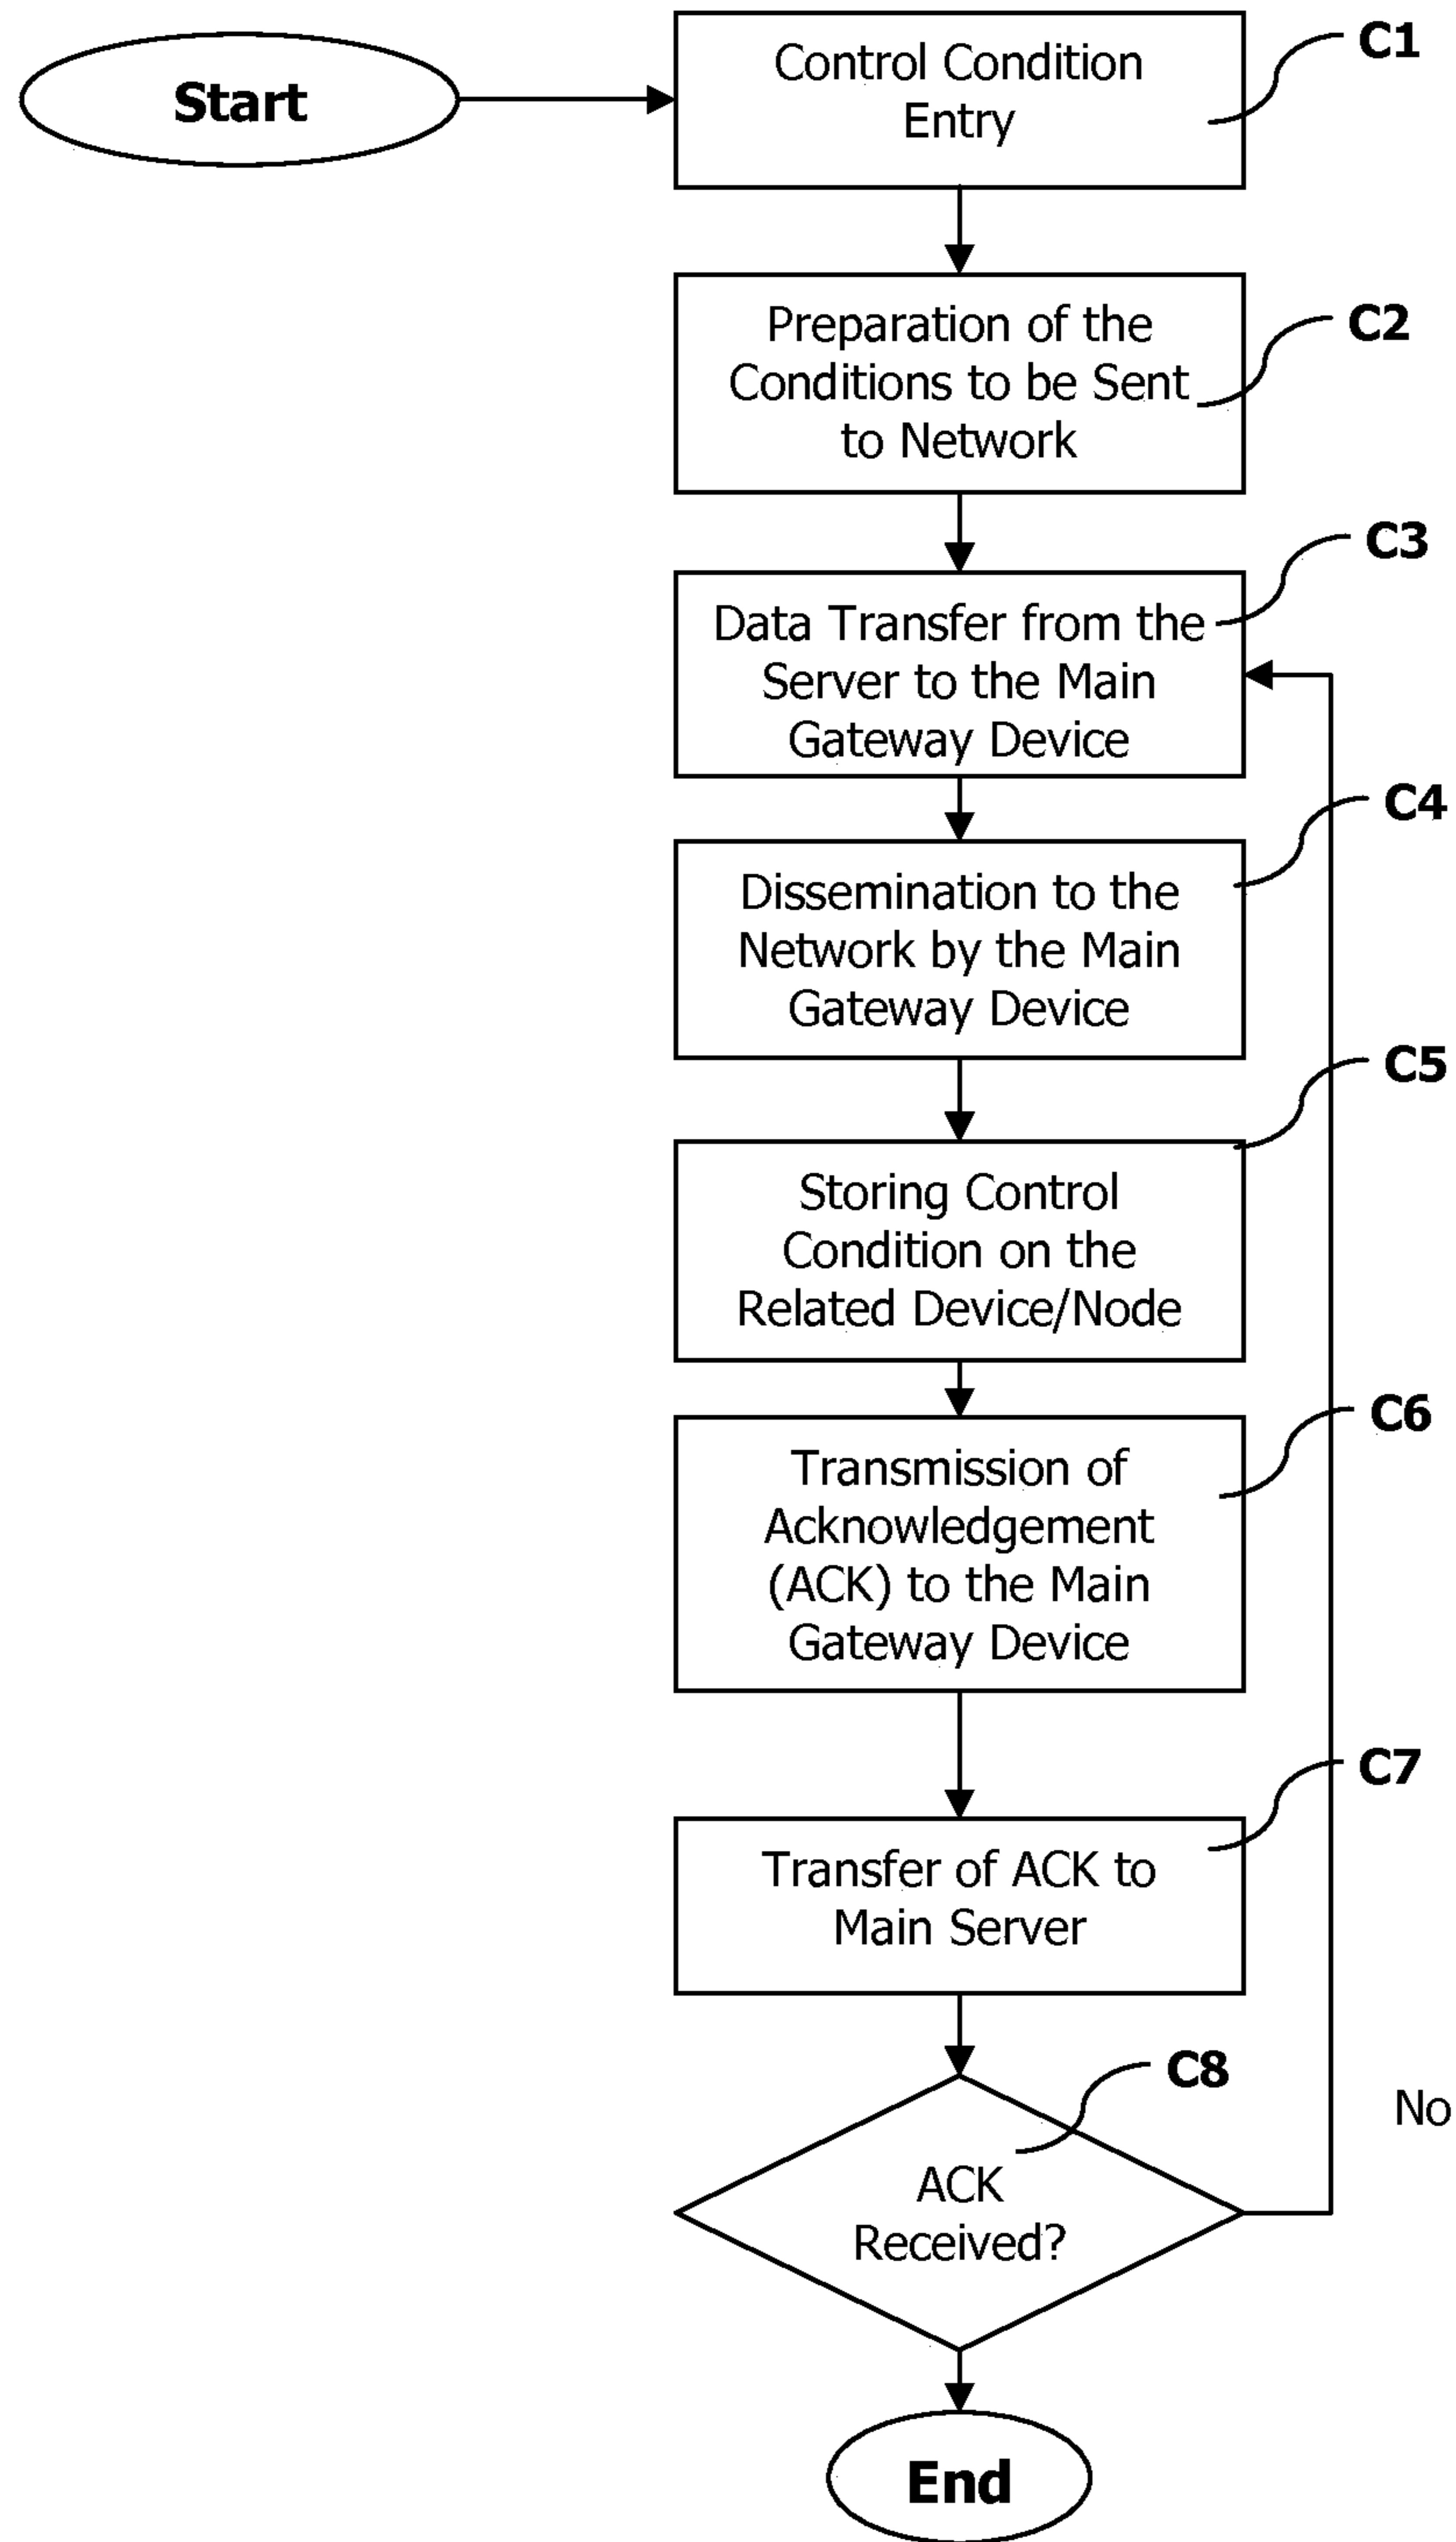 Start
Control Condition
Entry
C1
Preparation of the
Conditions to be Sent
to Network
C2
Data Transfer from the
Server to the Main
Gateway Device
C3
Dissemination to the
Network by the Main
Gateway Device
C4
Storing Control
Condition on the
Related Device/Node
C5
Transmission of
Acknowledgement
(ACK) to the Main
Gateway Device
C6
Transfer of ACK to
Main Server
C7
ACK
Received?
C8
No
End